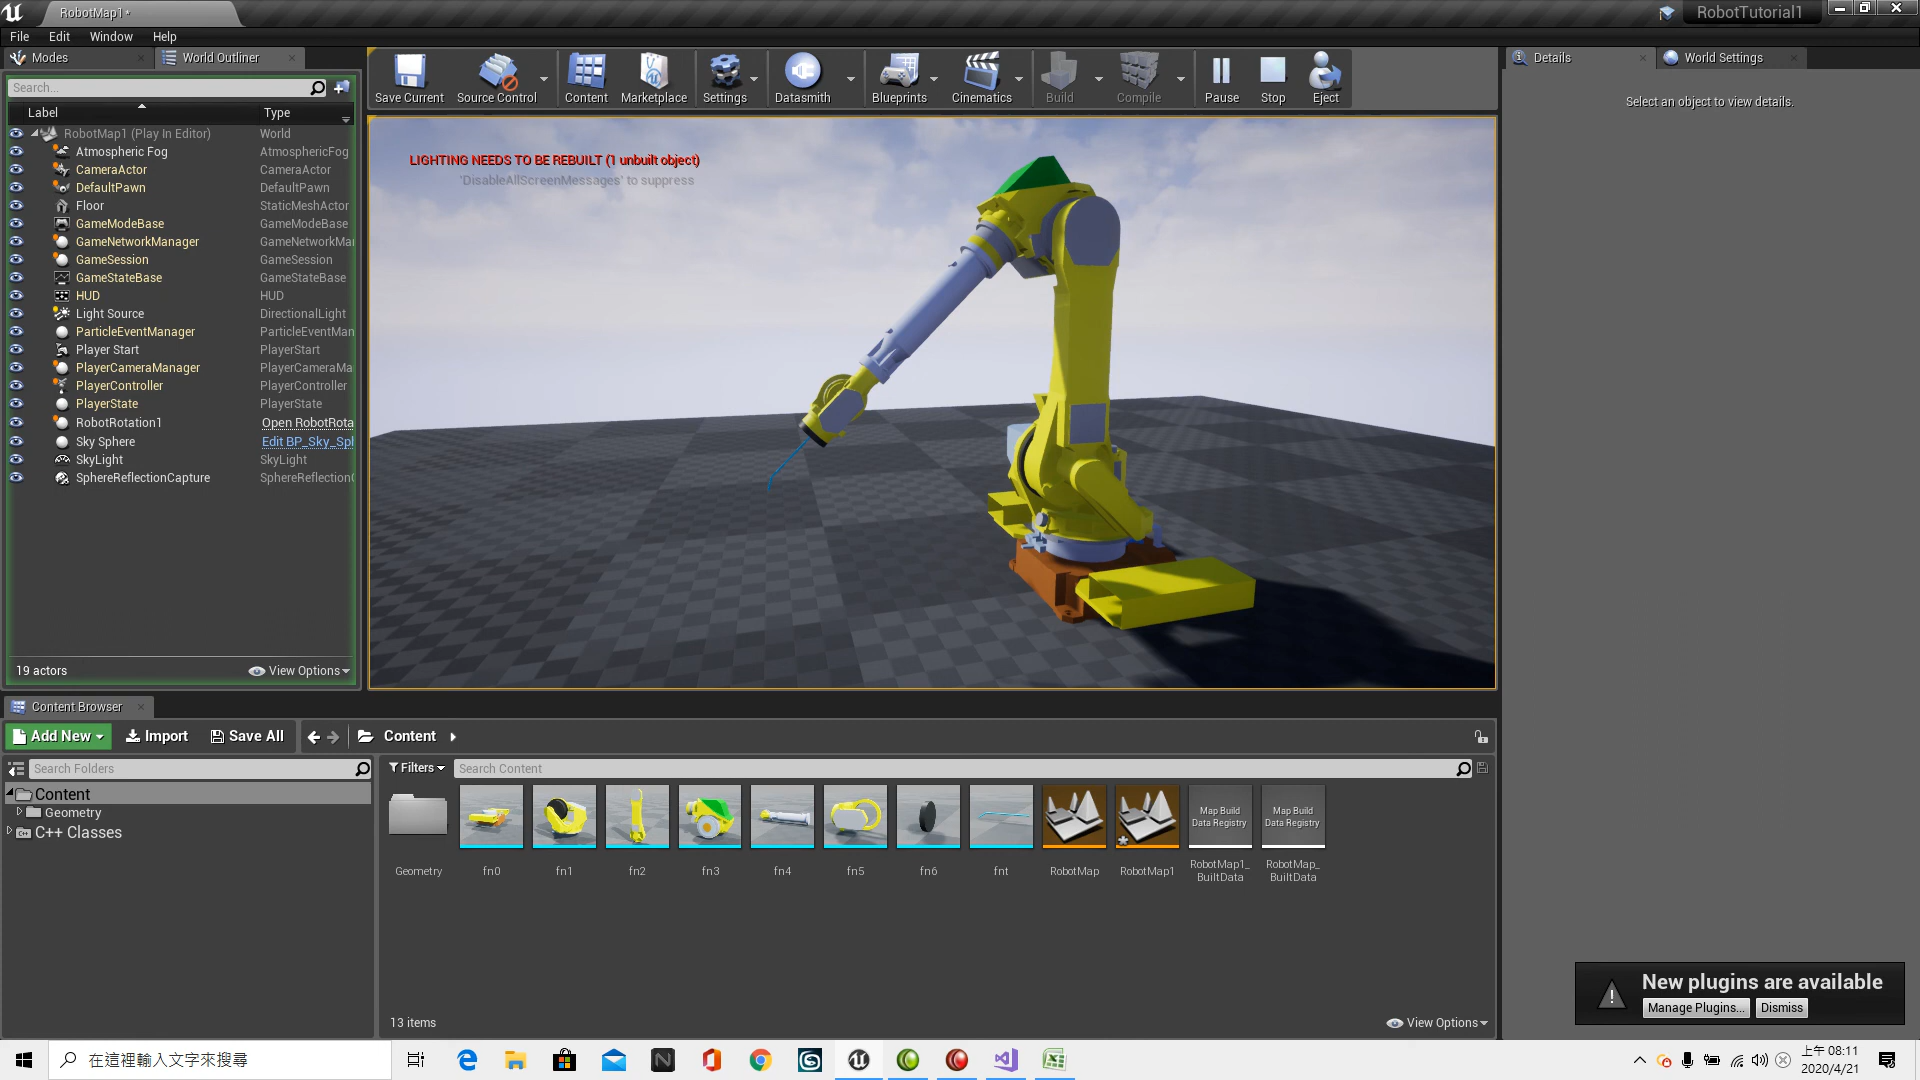 RobotMap1*
RobotTutorial1
File Edit Window Help
Modes
World Outliner
Search...
Label Type
RobotMap1 (Play In Editor) World
Atmospheric Fog AtmosphericFog
CameraActor CameraActor
DefaultPawn DefaultPawn
Floor StaticMeshActor
GameModeBase GameModeBase
GameNetworkManager GameNetworkMa
GameSession GameSession
GameStateBase GameStateBase
HUD HUD
Light Source DirectionalLight
ParticleEventManager ParticleEventMan
Player Start PlayerStart
PlayerCameraManager PlayerCameraMa
PlayerController PlayerController
PlayerState PlayerState
RobotRotation1 Open RobotRota
Sky Sphere Edit BP_Sky_Sph
SkyLight SkyLight
SphereReflectionCapture SphereReflection
19 actors
View Options
Save Current Source Control Content Marketplace Settings Datasmith Blueprints Cinematics Build Compile Pause Stop Eject
LIGHTING NEEDS TO BE REBUILT (1 unbuilt object)
'DisableAllScreenMessages' to suppress
Details
World Settings
Select an object to view details.
Content Browser
Add New Import Save All Content
Search Folders
Content
Geometry
C++ Classes
Filters
Search Content
Map Build
Data Registry
Map Build
Data Registry
Geometry fn0 fn1 fn2 fn3 fn4 fn5 fn6 fnt RobotMap RobotMap1
RobotMap1_
BuiltData
RobotMap_
BuiltData
13 items
View Options
New plugins are available
Manage Plugins... Dismiss
在這裡輸入文字來搜尋
上午 08:11
2020/4/21